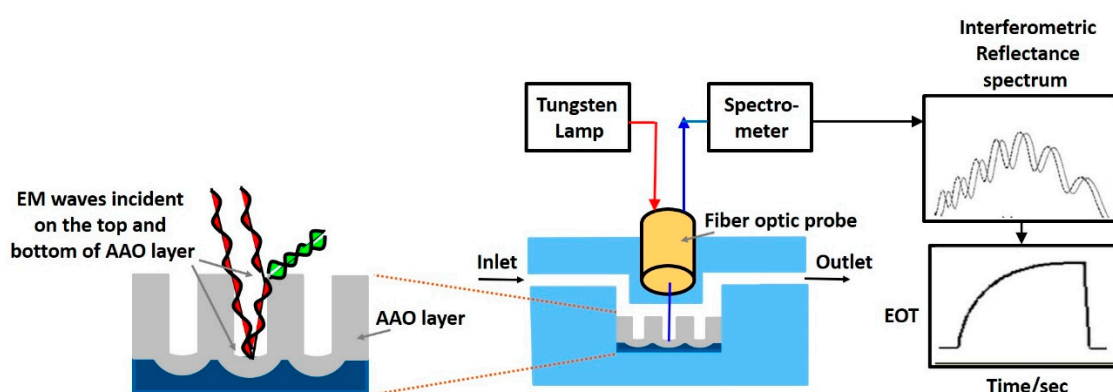 Interferometric
Reflectance
spectrum
Tungsten
Lamp
Spectro-
meter
EM waves incident
on the top and
bottom of AAO layer
Fiber optic probe
Inlet
Outlet
AAO layer
EOT
Time/sec